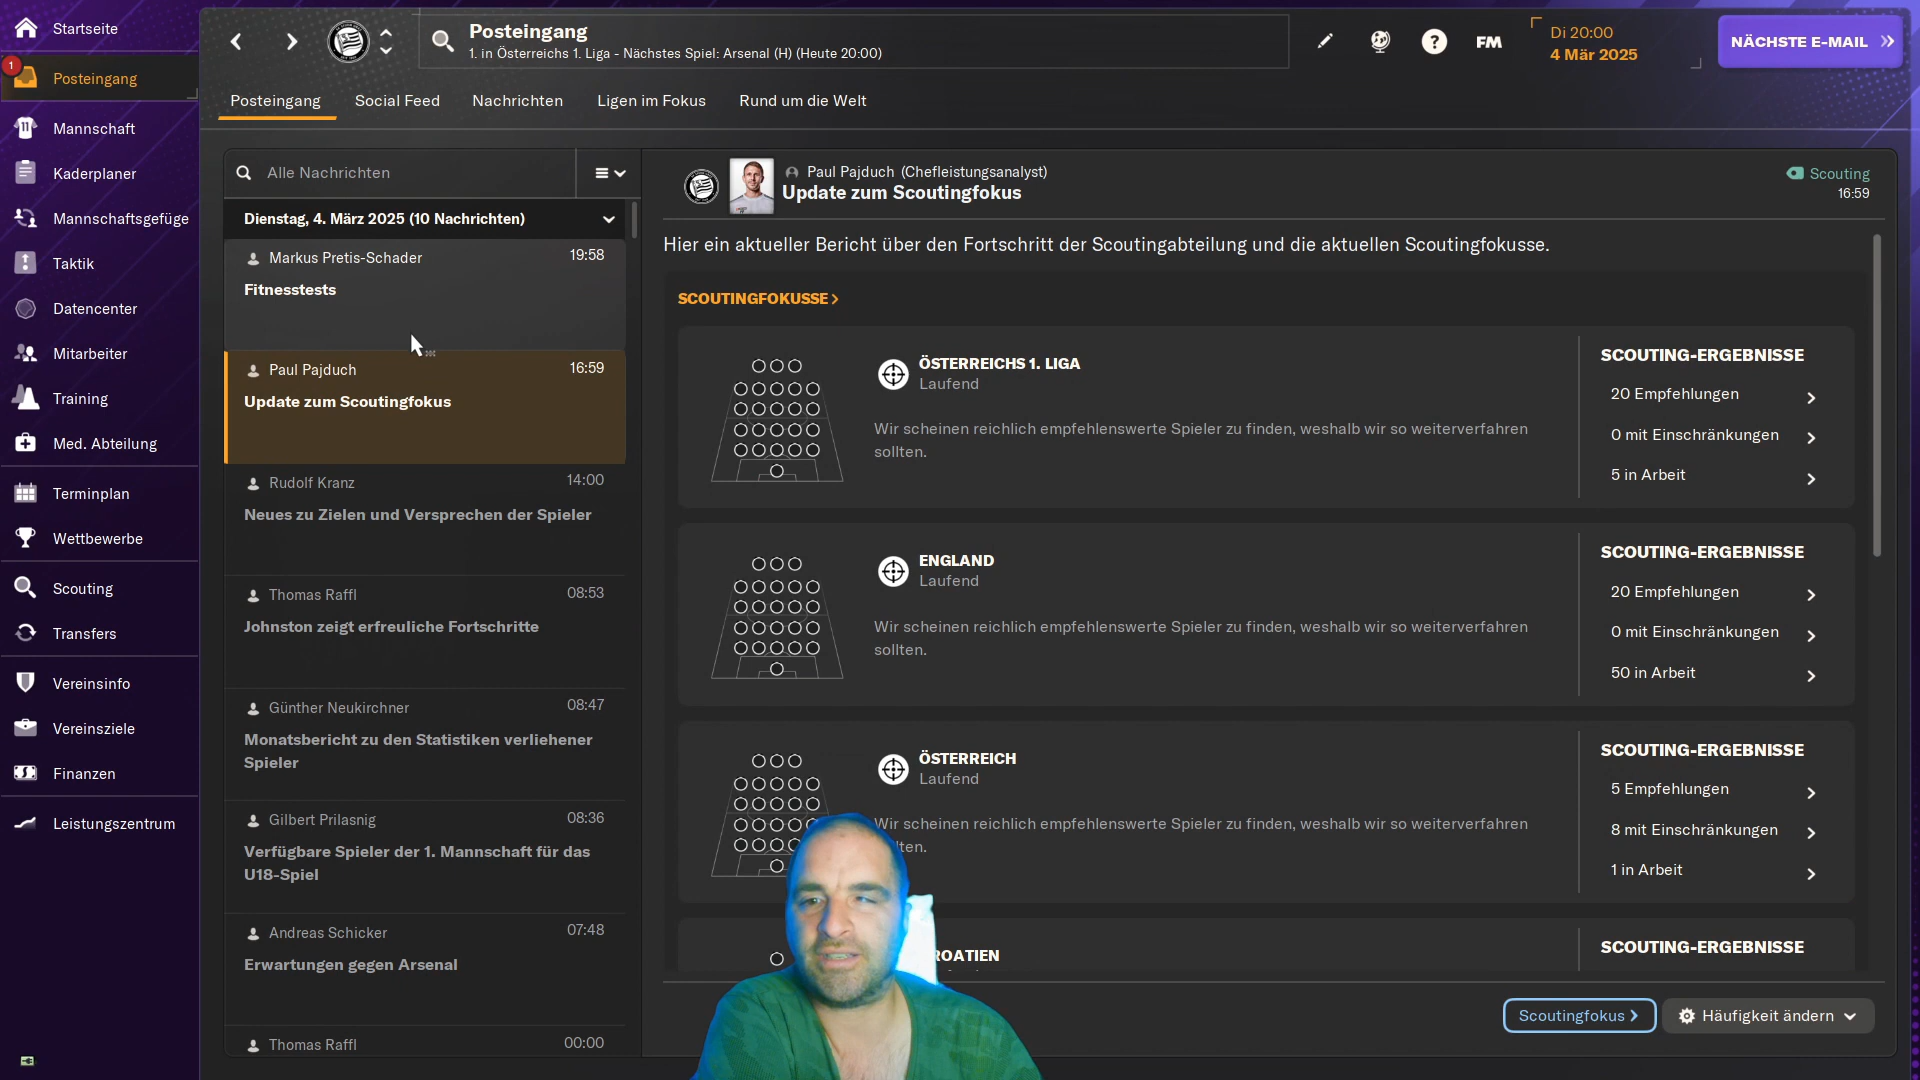 Startseite
1
Posteingang
Mannschaft
Kaderplaner
Mannschaftsgefüge
Taktik
Datencenter
Mitarbeiter
Training
Med. Abteilung
Terminplan
Wettbewerbe
Scouting
Transfers
Vereinsinfo
Vereinsziele
Finanzen
Leistungszentrum
Posteingang
1. in Österreichs 1. Liga - Nächstes Spiel: Arsenal (H) (Heute 20:00)
?
FM
Di 20:00
4 Mär 2025
NÄCHSTE E-MAIL
Posteingang
Social Feed
Nachrichten
Ligen im Fokus
Rund um die Welt
Alle Nachrichten
Dienstag, 4. März 2025 (10 Nachrichten)
Markus Pretis-Schader 19:58
Fitnesstests
Paul Pajduch 16:59
Update zum Scoutingfokus
Rudolf Kranz 14:00
Neues zu Zielen und Versprechen der Spieler
Thomas Raffl 08:53
Johnston zeigt erfreuliche Fortschritte
Günther Neukirchner 08:47
Monatsbericht zu den Statistiken verliehener
Spieler
Gilbert Prilasnig 08:36
Verfügbare Spieler der 1. Mannschaft für das
U18-Spiel
Andreas Schicker 07:48
Erwartungen gegen Arsenal
Thomas Raffl 00:00
Paul Pajduch (Chefleistungsanalyst)
Update zum Scoutingfokus
Scouting
16:59
Hier ein aktueller Bericht über den Fortschritt der Scoutingabteilung und die aktuellen Scoutingfokusse.
SCOUTINGFOKUSSE
ÖSTERREICHS 1. LIGA
Laufend
Wir scheinen reichlich empfehlenswerte Spieler zu finden, weshalb wir so weiterverfahren
sollten.
SCOUTING-ERGEBNISSE
20 Empfehlungen
0 mit Einschränkungen
5 in Arbeit
ENGLAND
Laufend
Wir scheinen reichlich empfehlenswerte Spieler zu finden, weshalb wir so weiterverfahren
sollten.
SCOUTING-ERGEBNISSE
20 Empfehlungen
0 mit Einschränkungen
50 in Arbeit
ÖSTERREICH
Laufend
Wir scheinen reichlich empfehlenswerte Spieler zu finden, weshalb wir so weiterverfahren
lten.
SCOUTING-ERGEBNISSE
5 Empfehlungen
8 mit Einschränkungen
1 in Arbeit
ROATIEN
SCOUTING-ERGEBNISSE
Scoutingfokus
Häufigkeit ändern